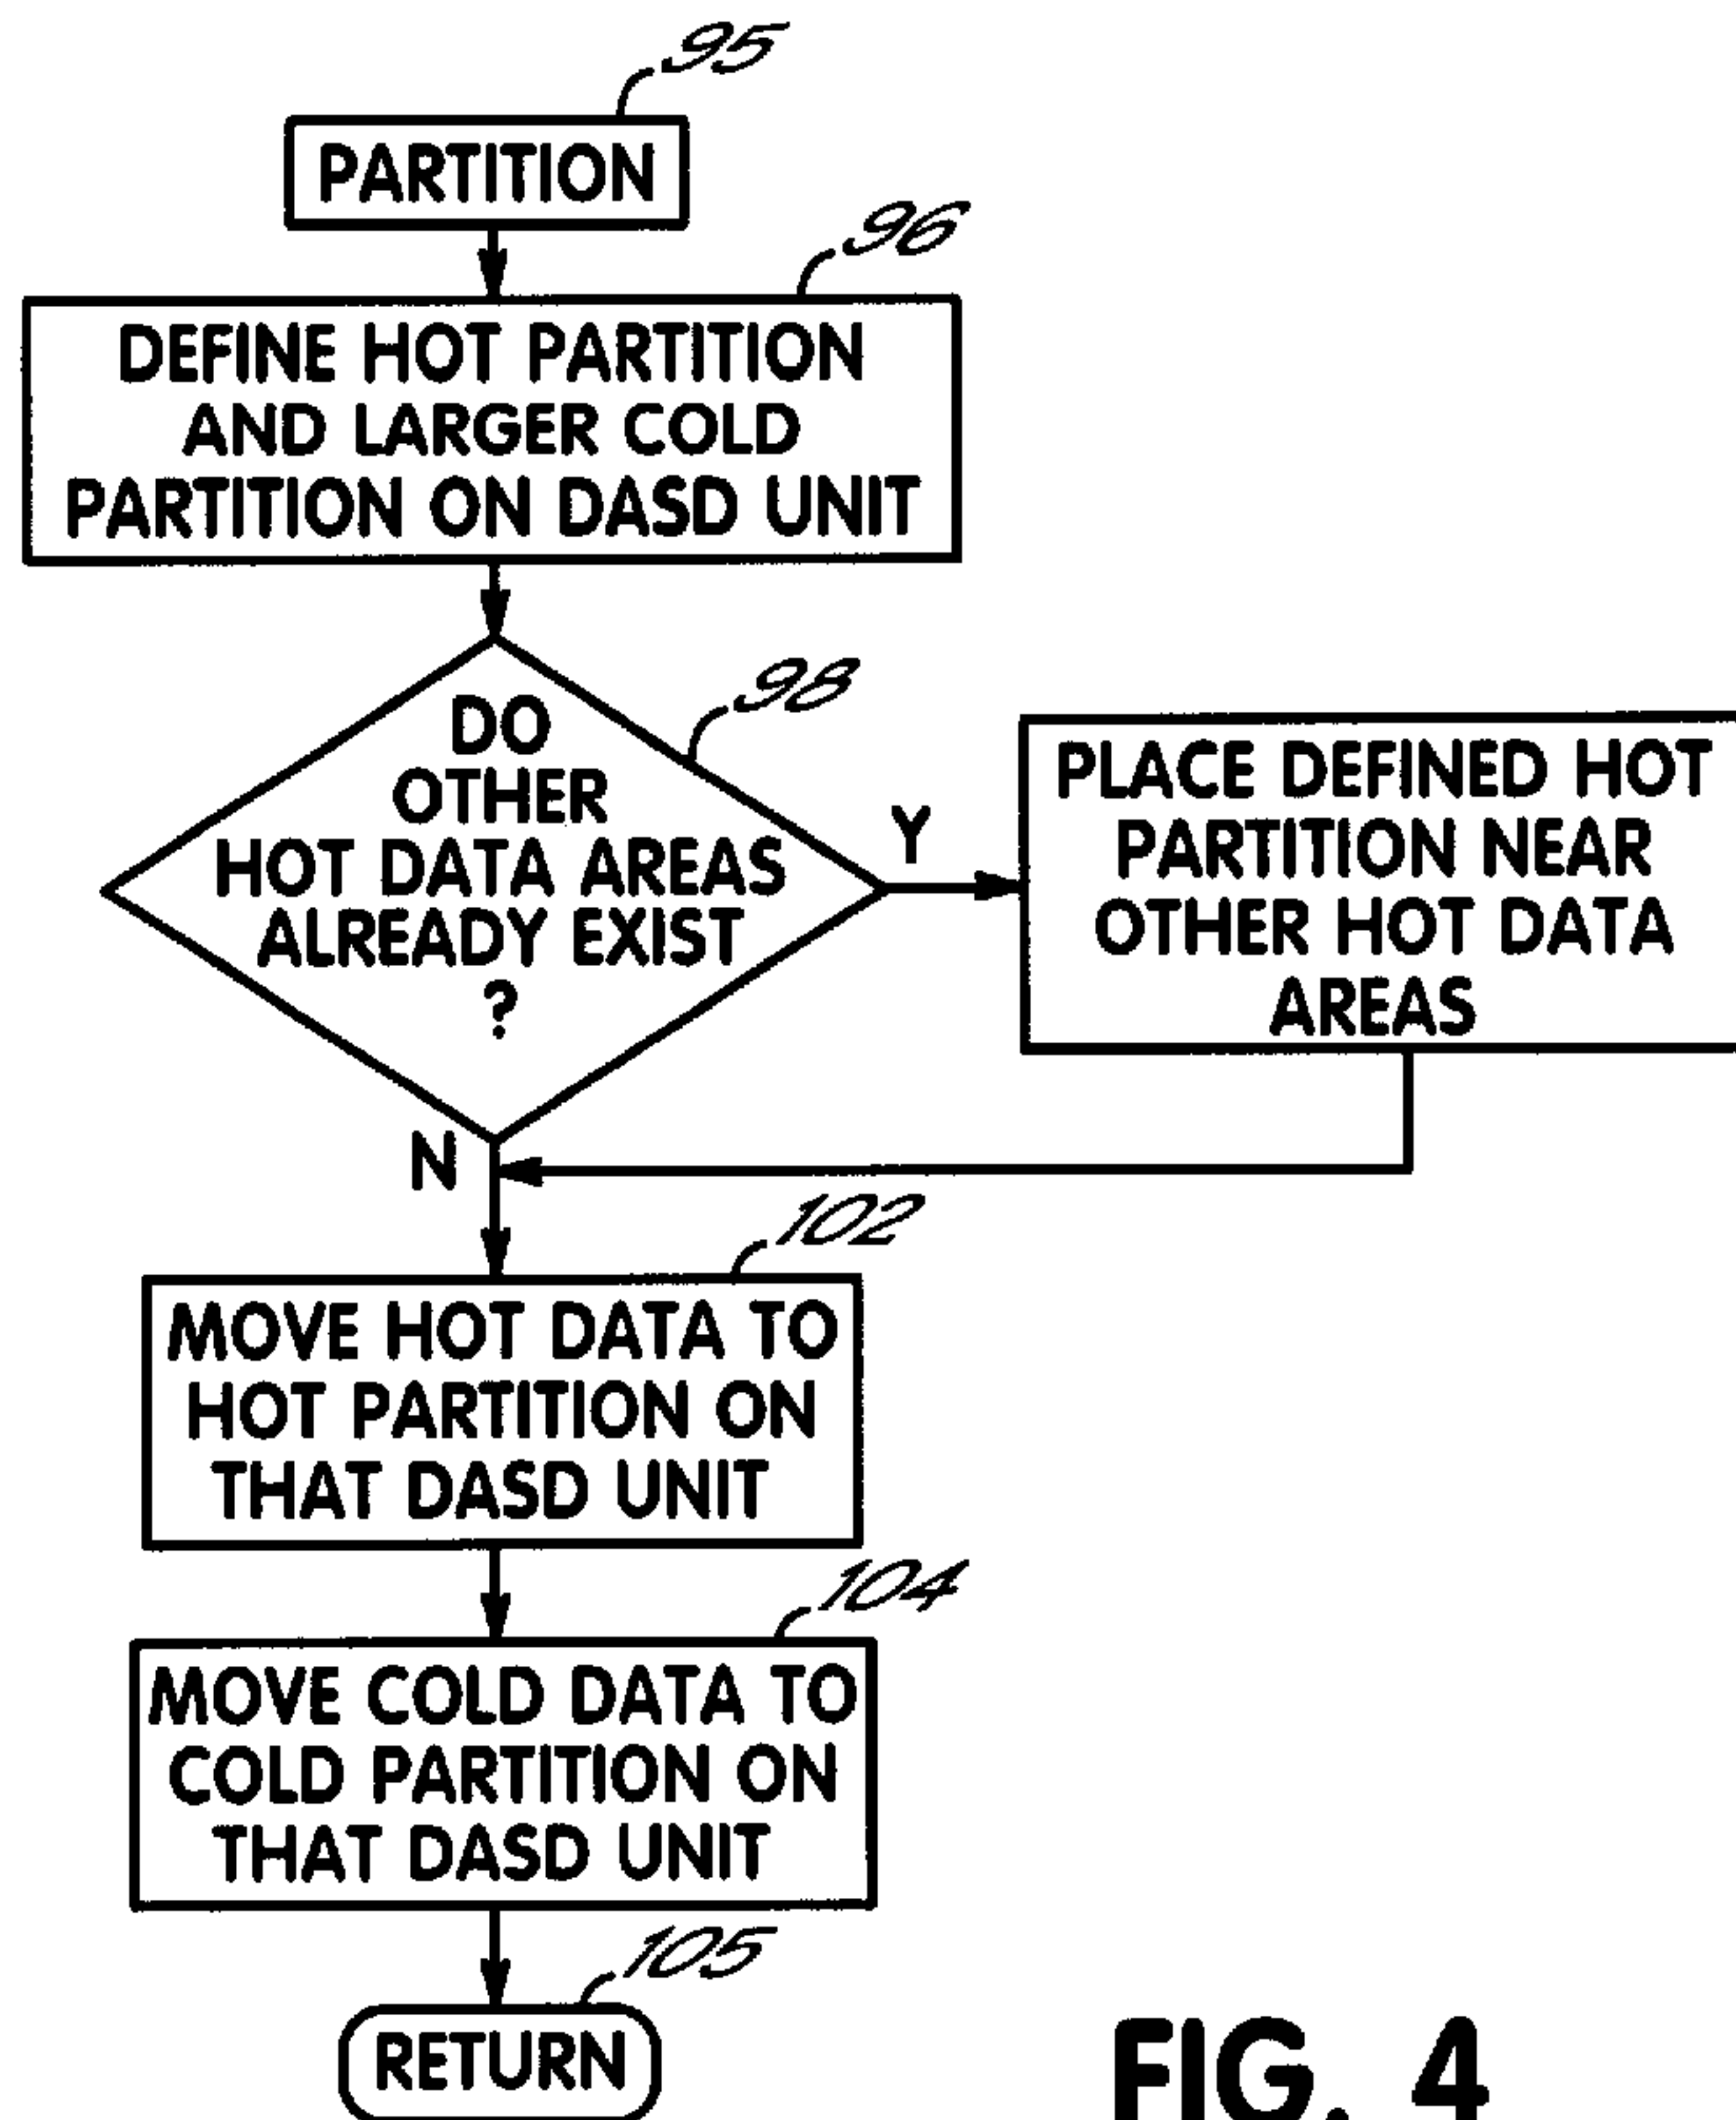 95
PARTITION
96
DEFINE HOT PARTITION
AND LARGER COLD
PARTITION ON DASD UNIT
98
DO
OTHER
HOT DATA AREAS
ALREADY EXIST
?
Y
PLACE DEFINED HOT
PARTITION NEAR
OTHER HOT DATA
AREAS
N
102
MOVE HOT DATA TO
HOT PARTITION ON
THAT DASD UNIT
104
MOVE COLD DATA TO
COLD PARTITION ON
THAT DASD UNIT
105
RETURN
FIG. 4